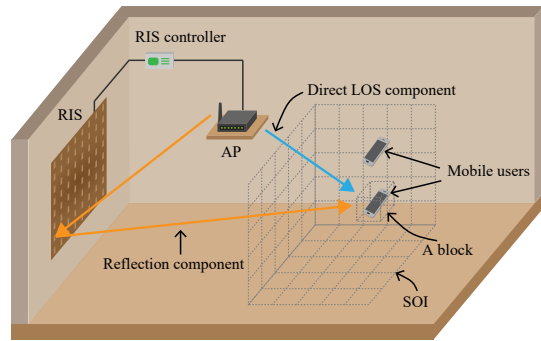 RIS controller
RIS
Direct LOS component
AP
Mobile users
Reflection component
A block
SOI